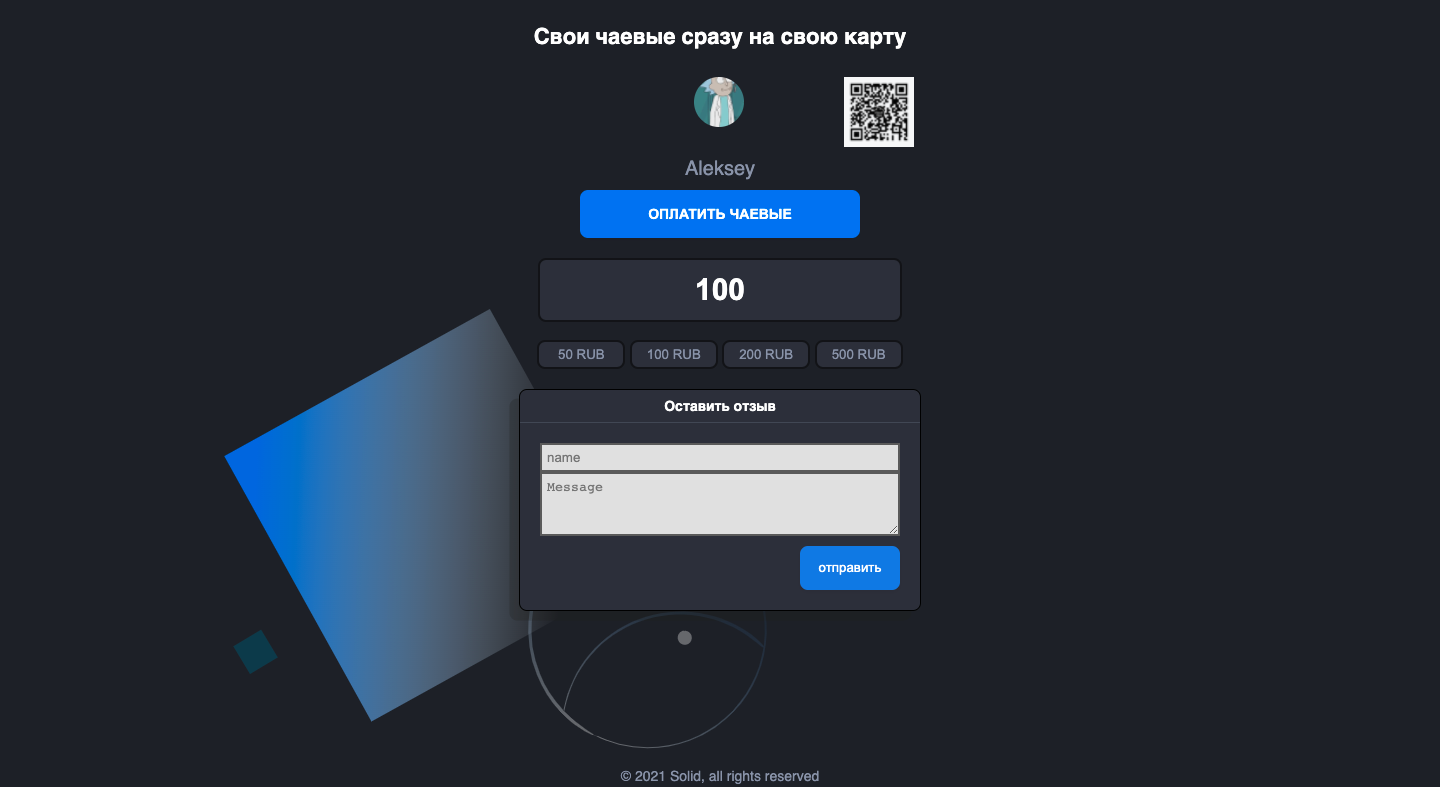 Свои чаевые сразу на свою карту
Aleksey
ОПЛАТИТЬ ЧАЕВЫЕ
100
50 RUB 100 RUB 200 RUB 500 RUB
Оставить отзыв
name
Message
отправить
© 2021 Solid, all rights reserved